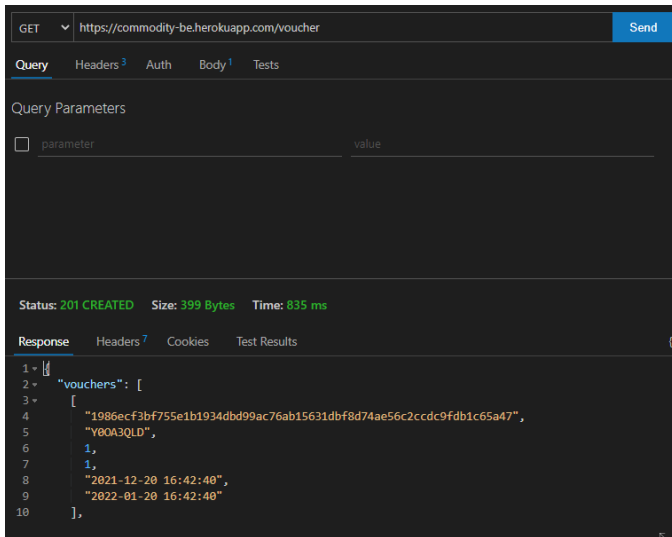 GET https://commodity-be.herokuapp.com/voucher Send
Query Headers 3 Auth Body 1 Tests
Query Parameters
parameter value
Status: 201 CREATED Size: 399 Bytes Time: 835 ms
Response Headers 7 Cookies Test Results {
1 {
2 "vouchers": [
3 [
4 "1986ecf3bf755e1b1934dbd99ac76ab15631dbf8d74ae56c2ccdc9fdb1c65a47",
5 "Y0OA3QLD",
6 1,
7 1,
8 "2021-12-20 16:42:40",
9 "2022-01-20 16:42:40"
10 ],